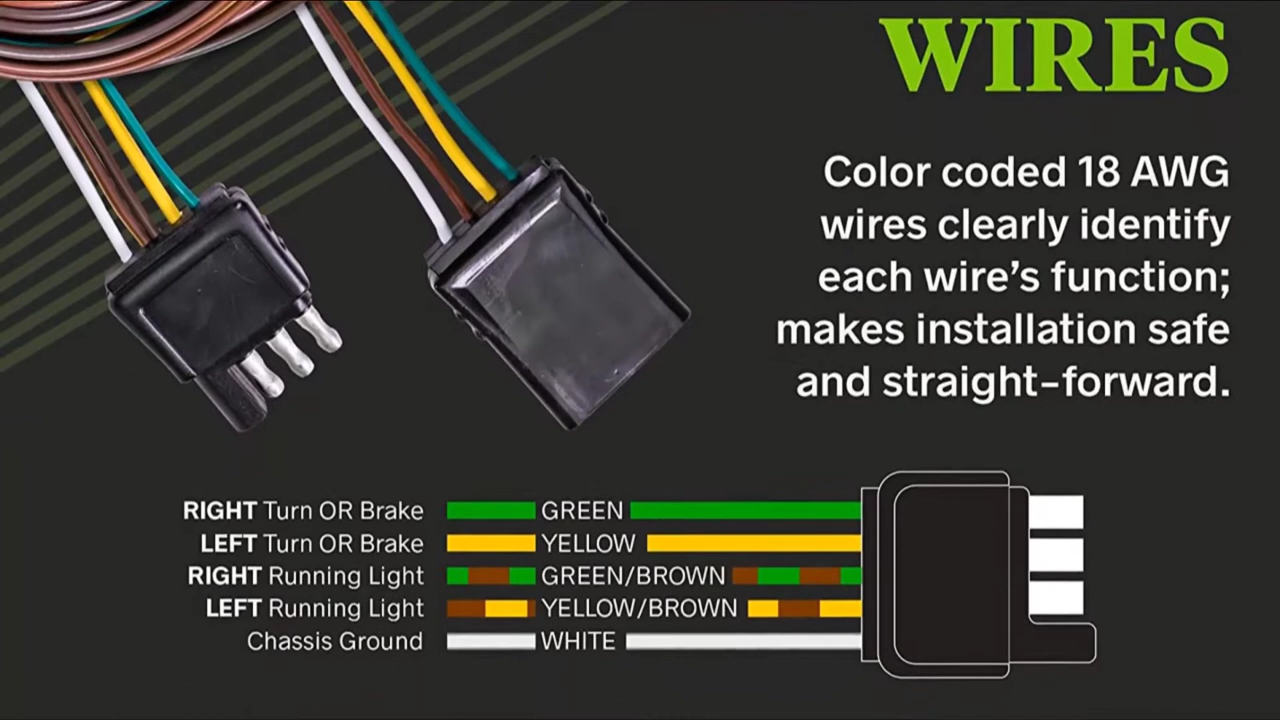 WIRES
Color coded 18 AWG
wires clearly identify
each wire's function;
makes installation safe
and straight-forward.
RIGHT Turn OR Brake GREEN
LEFT Turn OR Brake YELLOW
RIGHT Running Light GREEN/BROWN
LEFT Running Light YELLOW/BROWN
Chassis Ground WHITE